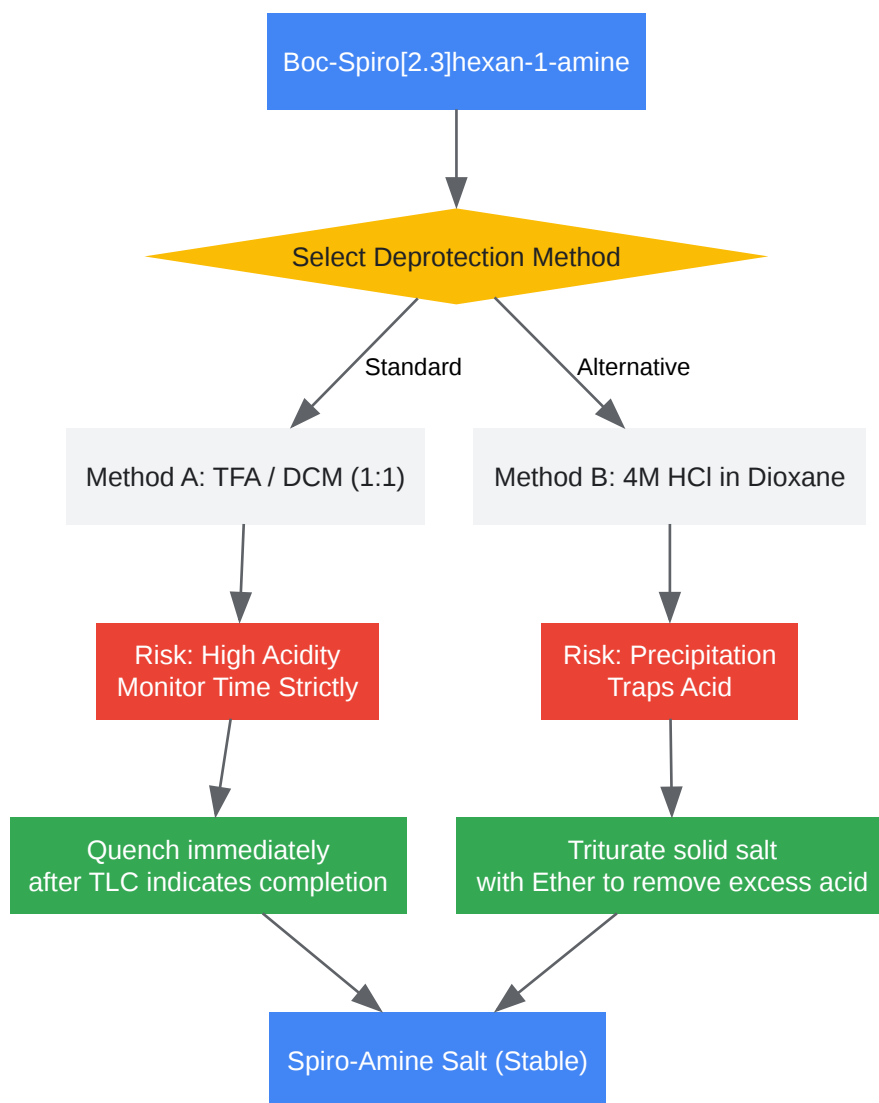 Boc-Spiro[2.3]hexan-1-amine
Select Deprotection Method
Standard
Alternative
Method A: TFA / DCM (1:1)
Method B: 4M HCl in Dioxane
Risk: High Acidity
Monitor Time Strictly
Risk: Precipitation
Traps Acid
Quench immediately
after TLC indicates completion
Triturate solid salt
with Ether to remove excess acid
Spiro-Amine Salt (Stable)